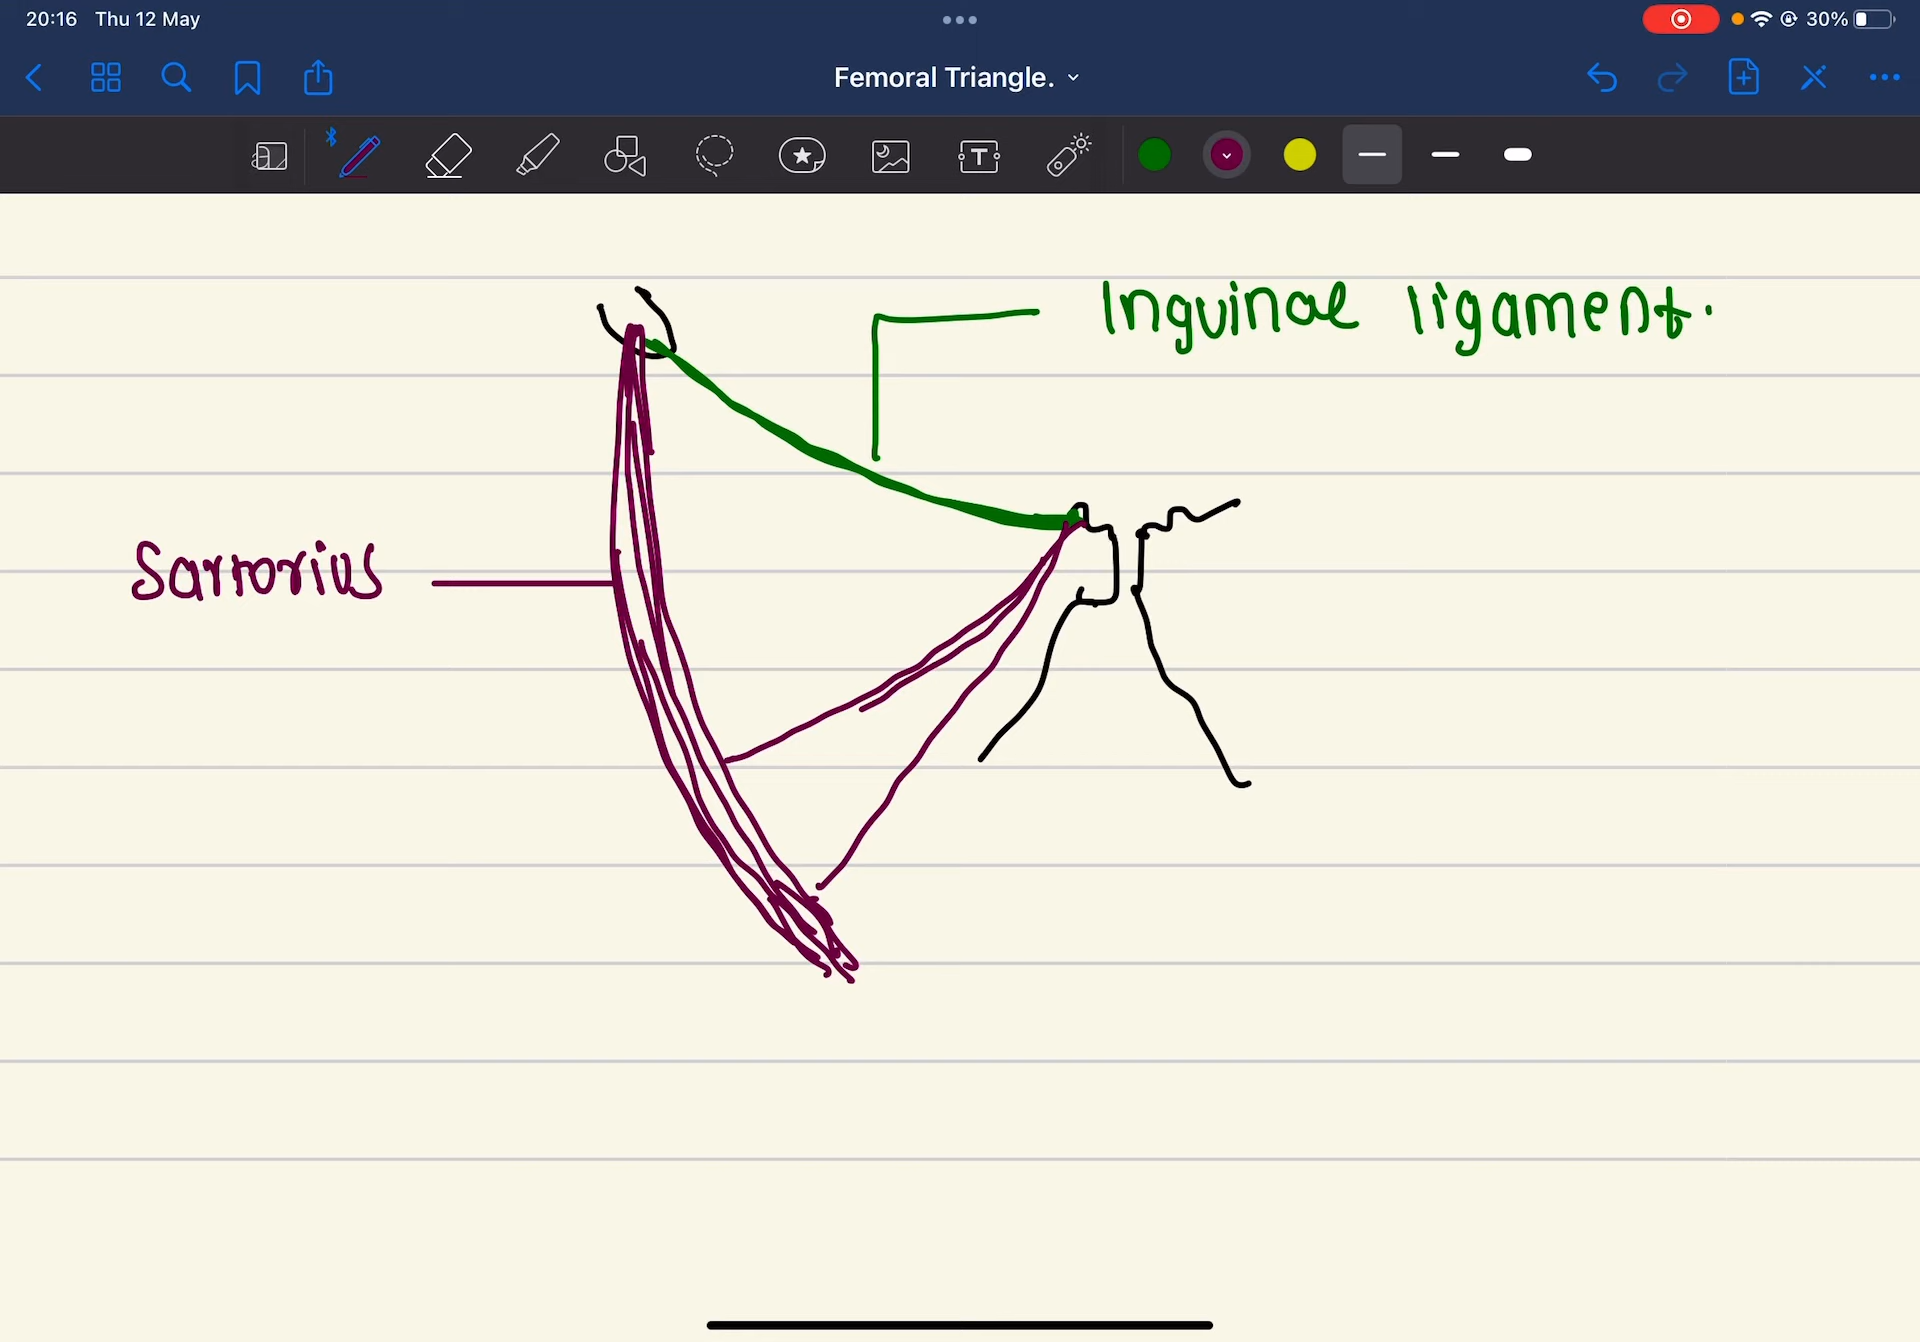 20:16 Thu 12 May
30%
Femoral Triangle.
T
Inguinal ligament.
Sartorius